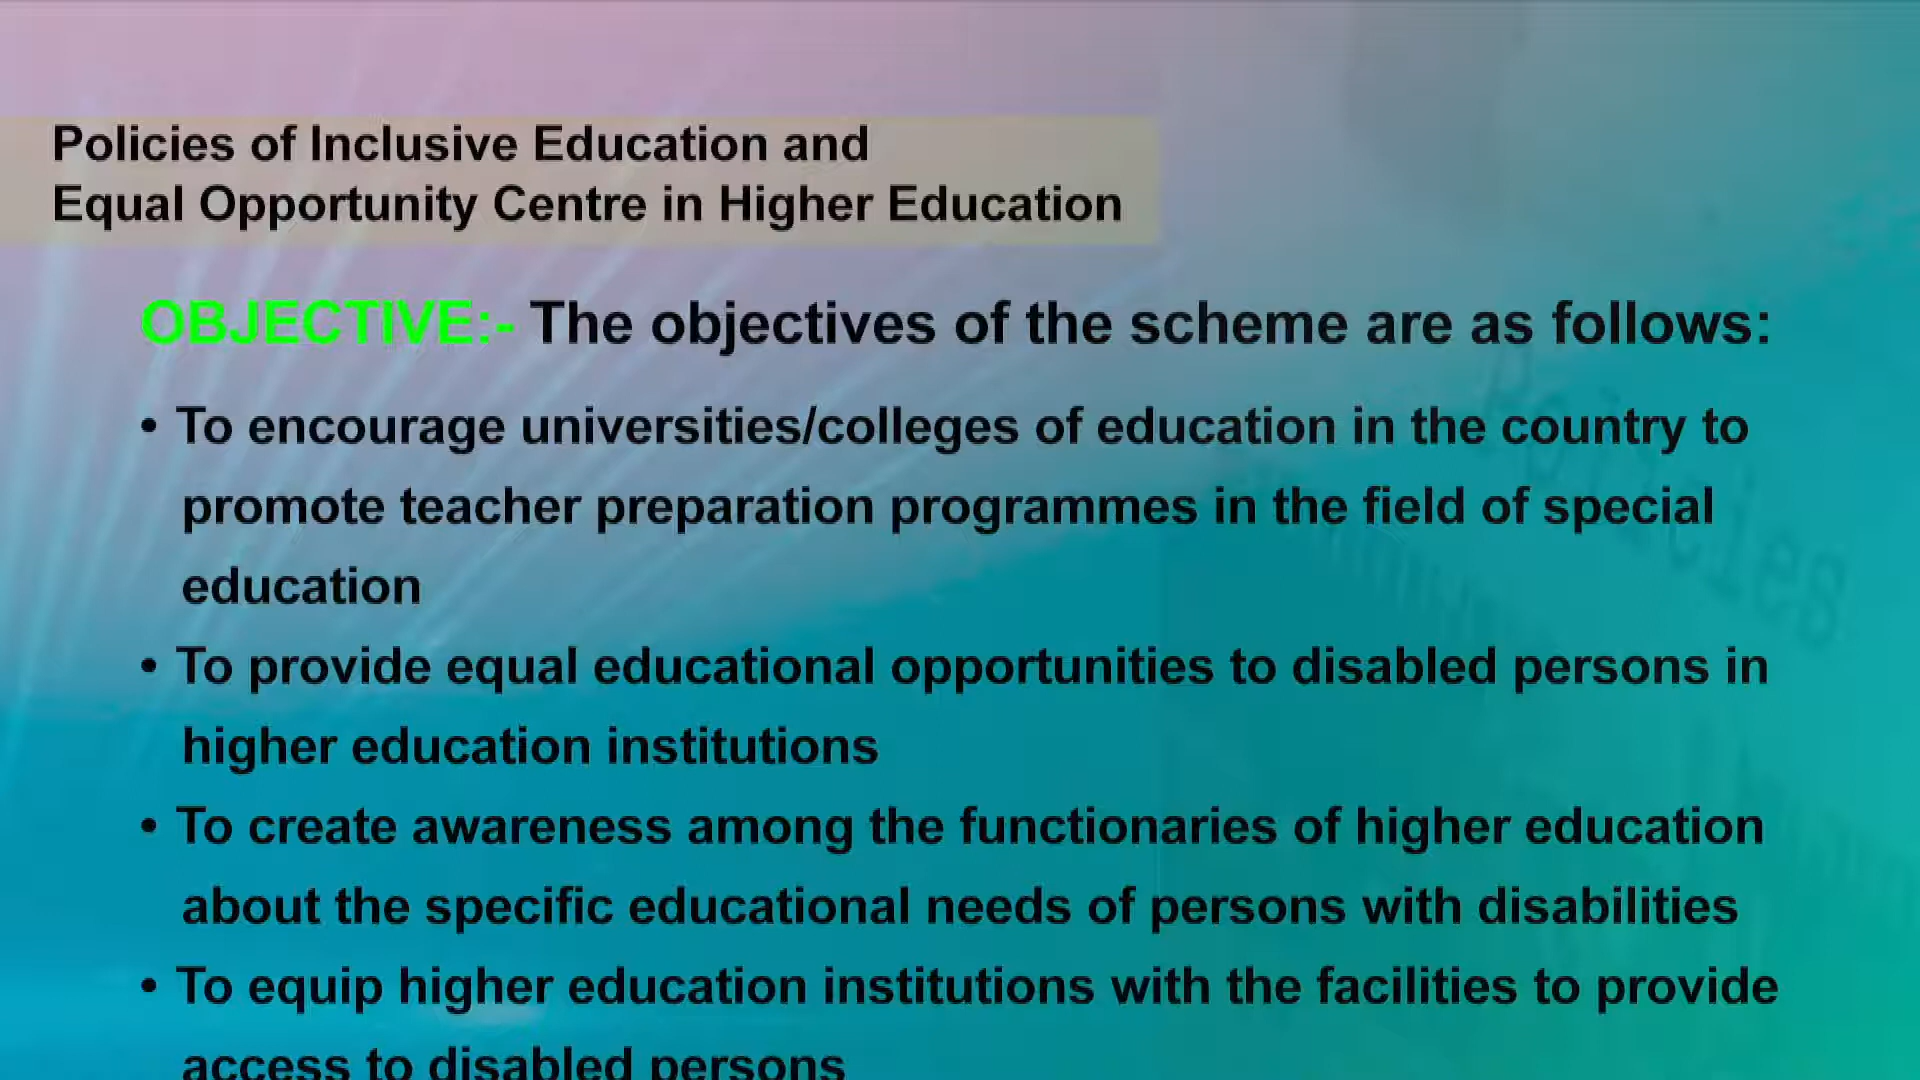 Policies of Inclusive Education and
Equal Opportunity Centre in Higher Education
OBJECTIVE:- The objectives of the scheme are as follows:
• To encourage universities/colleges of education in the country to
promote teacher preparation programmes in the field of special
education
• To provide equal educational opportunities to disabled persons in
higher education institutions
• To create awareness among the functionaries of higher education
about the specific educational needs of persons with disabilities
• To equip higher education institutions with the facilities to provide
access to disabled persons
Policies